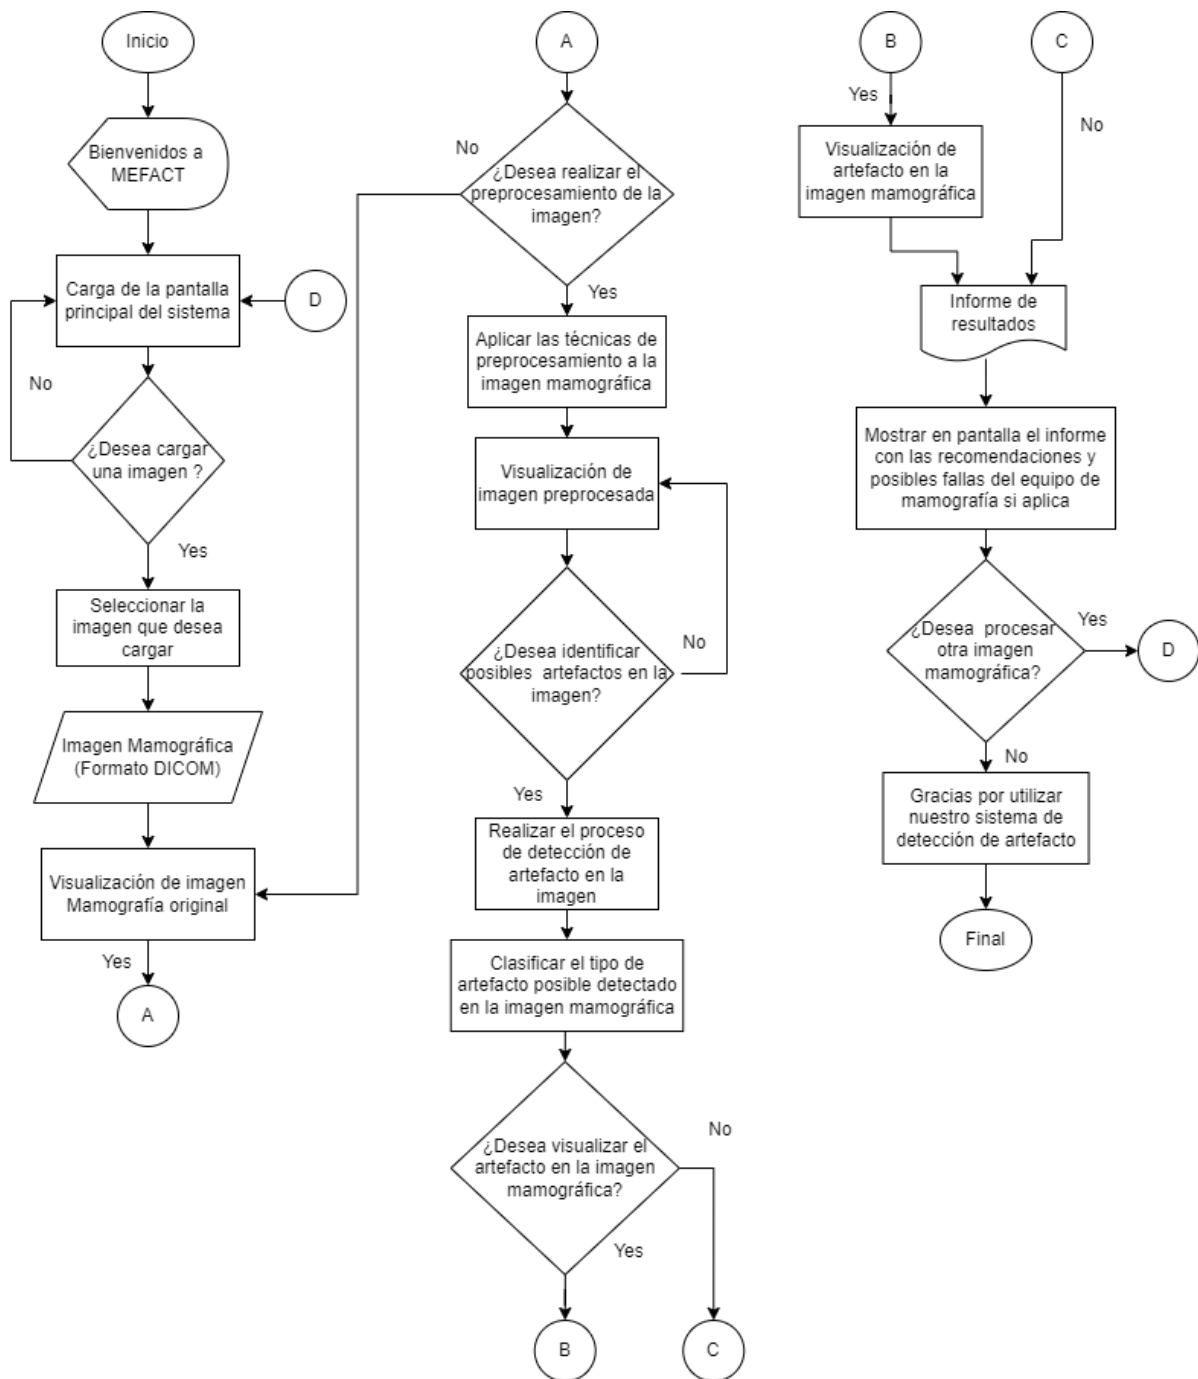 Inicio
Bienvenidos a
MEFACT
Carga de la pantalla
principal del sistema
D
No
¿Desea cargar
una imagen ?
Yes
Seleccionar la
imagen que desea
cargar
Imagen Mamográfica
(Formato DICOM)
Visualización de imagen
Mamografía original
Yes
A
A
No
¿Desea realizar el
preprocesamiento de la
imagen?
Yes
Aplicar las técnicas de
preprocesamiento a la
imagen mamográfica
Visualización de
imagen preprocesada
¿Desea identificar
posibles artefactos en la
imagen?
No
Yes
Realizar el proceso
de detección de
artefacto en la
imagen
Clasificar el tipo de
artefacto posible detectado
en la imagen mamográfica
¿Desea visualizar el
artefacto en la imagen
mamográfica?
No
Yes
B
C
B
C
Yes
No
Visualización de
artefacto en la
imagen mamográfica
Informe de
resultados
Mostrar en pantalla el informe
con las recomendaciones y
posibles fallas del equipo de
mamografía si aplica
¿Desea procesar
otra imagen
mamográfica?
Yes
D
No
Gracias por utilizar
nuestro sistema de
detección de artefacto
Final